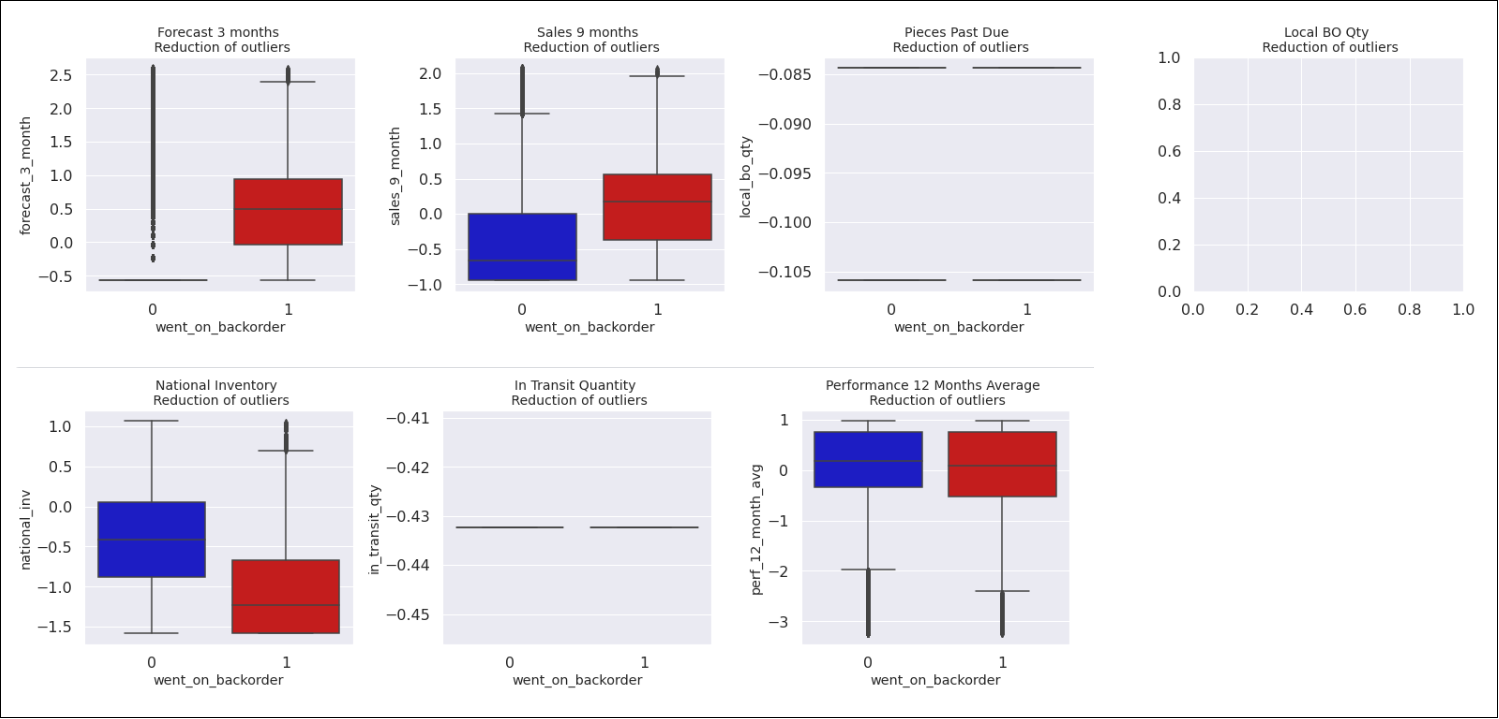 Forecast 3 months
Reduction of outliers
2.5
2.0
1.5
1.0
0.5
0.0
−0.5
forecast_3_month
0 1
went_on_backorder
Sales 9 months
Reduction of outliers
2.0
1.5
1.0
0.5
0.0
−0.5
−1.0
sales_9_month
0 1
went_on_backorder
Pieces Past Due
Reduction of outliers
−0.085
−0.090
−0.095
−0.100
−0.105
local_bo_qty
0 1
went_on_backorder
Local BO Qty
Reduction of outliers
1.0
0.8
0.6
0.4
0.2
0.0
0.0 0.2 0.4 0.6 0.8 1.0
National Inventory
Reduction of outliers
1.0
0.5
0.0
−0.5
−1.0
−1.5
national_inv
0 1
went_on_backorder
In Transit Quantity
Reduction of outliers
−0.41
−0.42
−0.43
−0.44
−0.45
in_transit_qty
0 1
went_on_backorder
Performance 12 Months Average
Reduction of outliers
1
0
−1
−2
−3
perf_12_month_avg
0 1
went_on_backorder